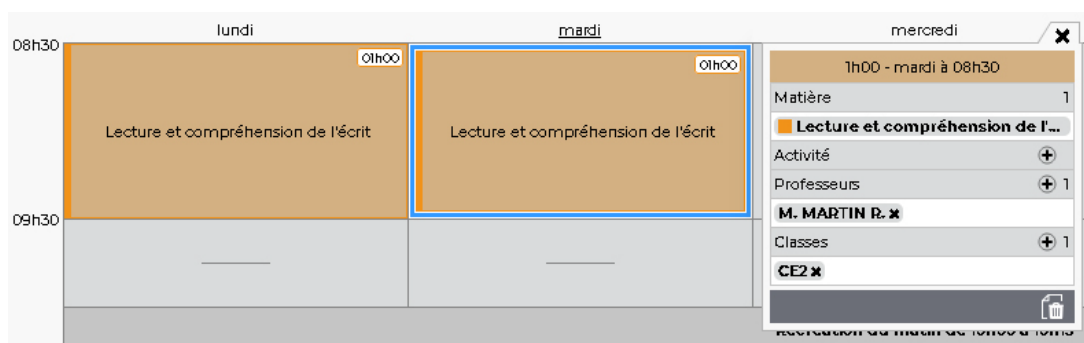 lundi
mardi
mercredi
08h30
01h00
01h00
1h00 - mardi à 08h30
Matière 1
Lecture et compréhension de l'écrit
Lecture et compréhension de l'écrit
Lecture et compréhension de l'...
Activité
Professeurs 1
09h30
M. MARTIN R.
Classes 1
CE2